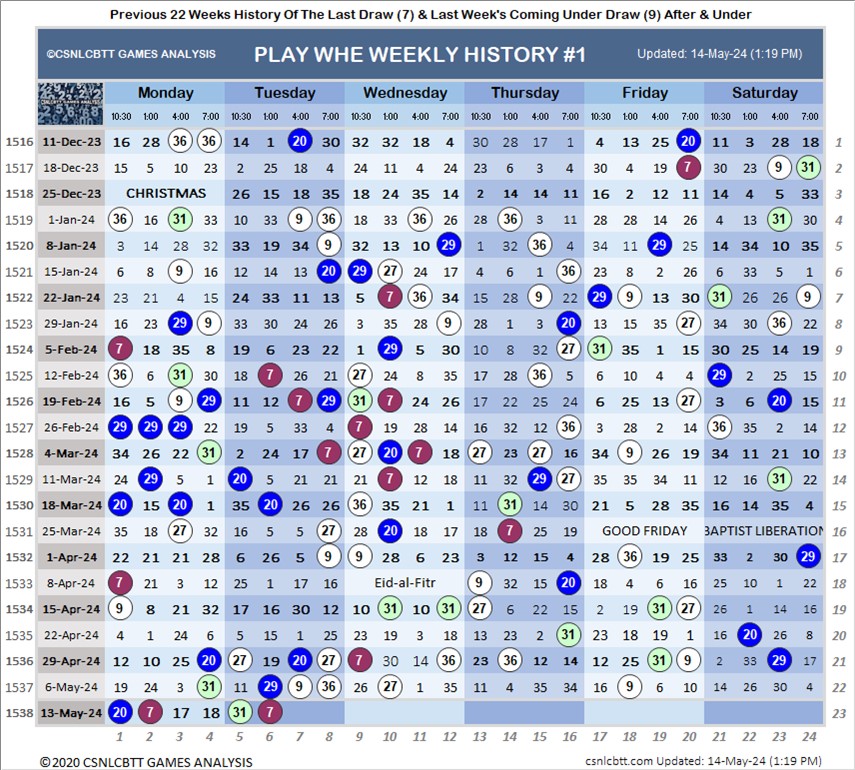 Previous 22 Weeks History Of The Last Draw (7) & Last Week's Coming Under Draw (9) After & Under
©CSNLCBTT GAMES ANALYSIS PLAY WHE WEEKLY HISTORY #1 Updated: 14-May-24 (1:19 PM)
Monday Tuesday Wednesday Thursday Friday Saturday
10:30 1:00 4:00 7:00 10:30 1:00 4:00 7:00 10:30 1:00 4:00 7:00 10:30 1:00 4:00 7:00 10:30 1:00 4:00 7:00 10:30 1:00 4:00 7:00
1516 11-Dec-23 16 28 36 36 14 1 20 30 32 32 18 4 30 28 17 1 4 13 25 20 11 3 28 18 1
1517 18-Dec-23 15 5 10 23 2 25 18 4 24 11 4 24 23 6 3 4 30 4 19 7 30 23 9 31 2
1518 25-Dec-23 CHRISTMAS 26 15 18 35 18 24 35 14 2 14 14 11 16 2 12 11 14 4 5 33 3
1519 1-Jan-24 36 16 31 33 10 33 9 36 18 33 36 26 28 36 14 4 28 28 14 26 4 23 31 30 4
1520 8-Jan-24 3 14 28 32 33 19 34 9 32 13 10 29 1 32 36 4 34 11 29 25 14 34 10 35 5
1521 15-Jan-24 6 8 9 16 12 14 13 20 29 27 24 17 4 6 1 36 23 8 2 26 6 33 5 1 6
1522 22-Jan-24 23 21 4 15 24 33 11 13 5 7 36 34 15 28 9 22 29 9 13 30 31 26 26 9 7
1523 29-Jan-24 16 23 29 9 33 30 24 26 3 35 28 9 28 1 3 20 13 15 35 27 34 30 36 22 8
1524 5-Feb-24 7 18 35 8 19 6 23 22 1 29 5 30 10 8 32 27 31 35 1 15 30 25 14 19 9
1525 12-Feb-24 36 6 31 30 18 7 26 21 27 24 8 35 17 28 36 5 6 10 4 4 29 2 25 15 10
1526 19-Feb-24 16 5 9 29 11 12 7 29 31 7 24 26 17 22 25 24 6 25 13 27 3 6 20 15 11
1527 26-Feb-24 29 29 29 22 19 5 33 4 7 19 28 14 16 32 12 36 3 28 2 14 36 35 2 14 12
1528 4-Mar-24 34 26 22 31 2 24 17 7 27 20 7 18 27 23 27 16 34 9 26 19 34 11 21 10 13
1529 11-Mar-24 24 29 5 1 20 5 21 21 21 7 12 18 11 15 29 27 35 35 34 11 12 26 31 22 14
1530 18-Mar-24 20 15 20 1 35 20 26 28 36 35 21 1 11 31 14 30 21 5 28 35 16 14 35 4 15
1531 25-Mar-24 35 18 27 32 16 5 5 27 28 20 18 17 18 7 25 19 GOOD FRIDAY BAPTIST LIBERATION 16
1532 1-Apr-24 22 21 21 28 6 26 5 9 9 28 6 23 3 12 15 4 28 36 19 25 33 2 30 29 17
1533 8-Apr-24 7 21 3 12 25 1 17 16 Eid-al-Fitr 9 32 15 20 18 4 6 16 25 10 1 22 18
1534 15-Apr-24 9 8 21 32 17 16 30 12 10 31 10 31 27 6 22 15 2 19 31 27 26 1 14 16 19
1535 22-Apr-24 4 1 24 6 5 15 1 25 23 19 3 18 13 23 2 31 23 18 19 1 16 20 26 8 20
1536 29-Apr-24 12 10 25 20 27 19 20 27 7 30 14 36 23 36 12 14 12 25 31 9 2 33 29 17 21
1537 6-May-24 19 24 3 31 11 29 9 36 26 27 1 35 11 4 35 34 16 9 6 10 14 26 30 4 22
1538 13-May-24 20 7 17 18 31 7 23
1 2 3 4 5 6 7 8 9 10 11 12 13 14 15 16 17 18 19 20 21 22 23 24
©2020 CSNLCBTT GAMES ANALYSIS csnlcbtt.com Updated: 14-May-24 (1:19 PM)